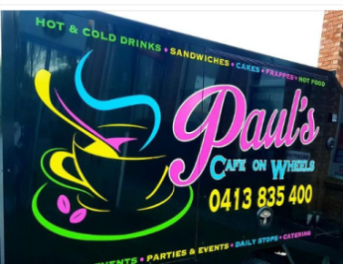 HOT & COLD DRINKS • SANDWICHES • CAKES • FRAPPES • HOT FOOD
Paul's
CAFE ON WHEELS
0413 835 400
EVENTS • PARTIES & EVENTS • DAILY STOPS • CATERING